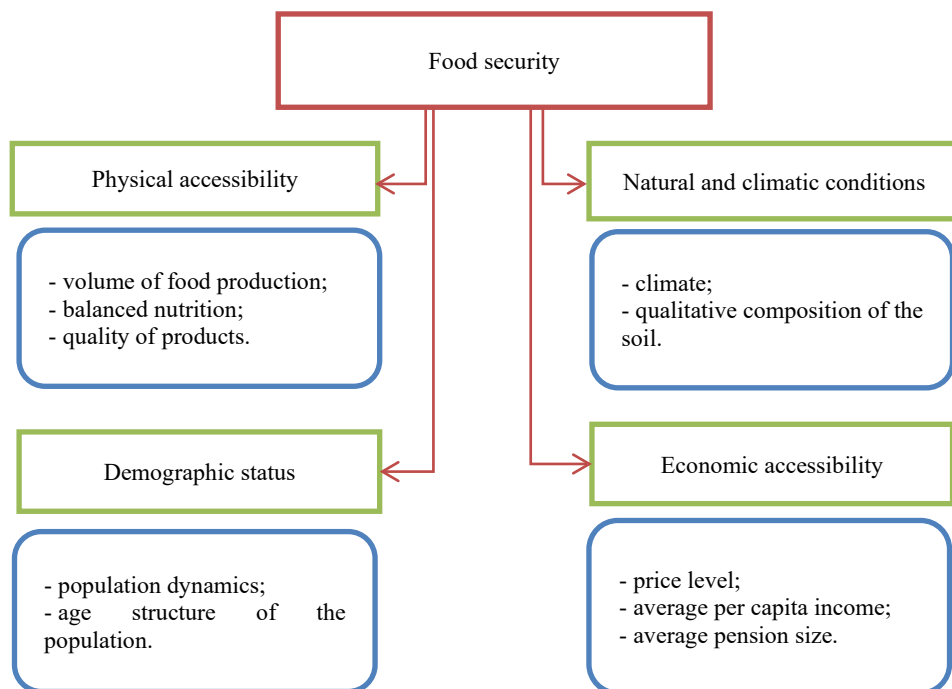 Food security
Physical accessibility
- volume of food production;
- balanced nutrition;
- quality of products.
Natural and climatic conditions
- climate;
- qualitative composition of the
soil.
Demographic status
- population dynamics;
- age structure of the
population.
Economic accessibility
- price level;
- average per capita income;
- average pension size.